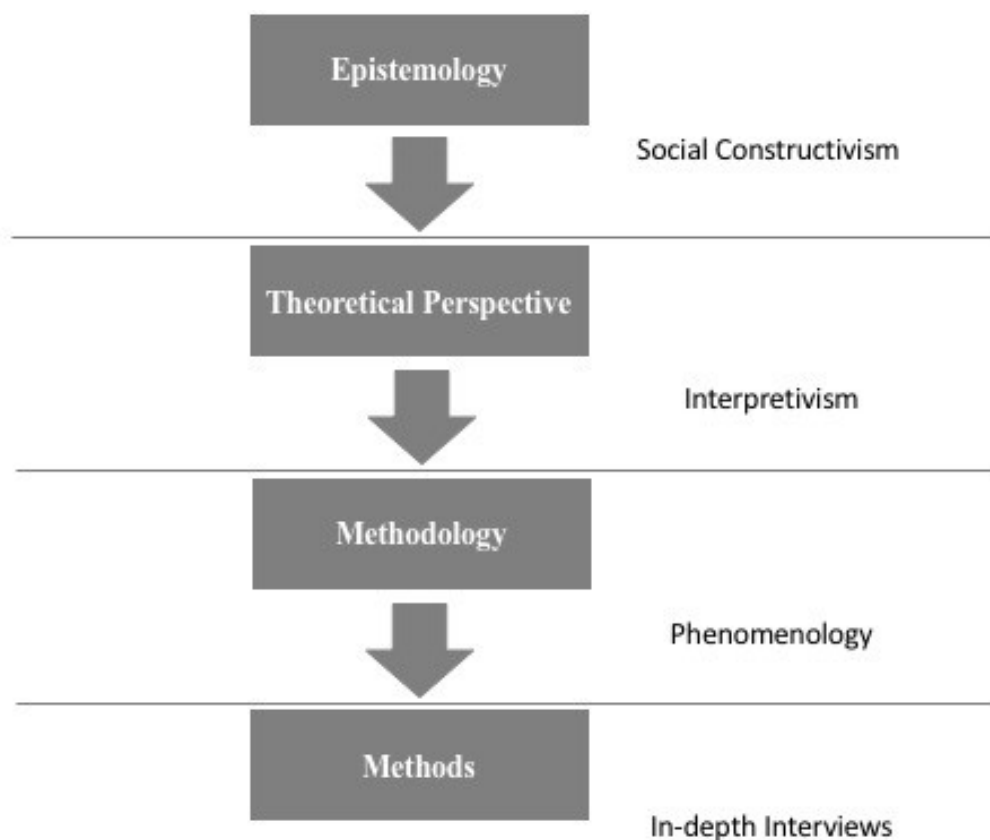 Epistemology
Social Constructivism
Theoretical Perspective
Interpretivism
Methodology
Phenomenology
Methods
In-depth Interviews